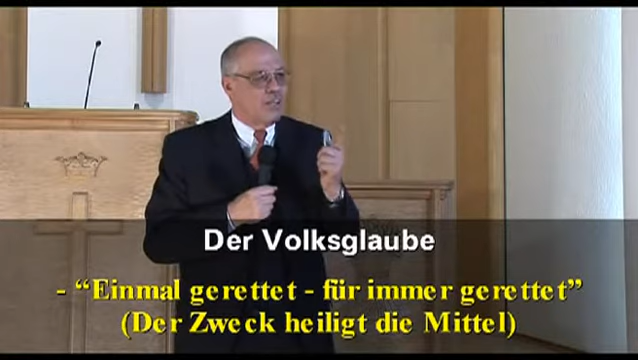 Der Volksglaube
- “Einmal gerettet - für immer gerettet”
(Der Zweck heiligt die Mittel)